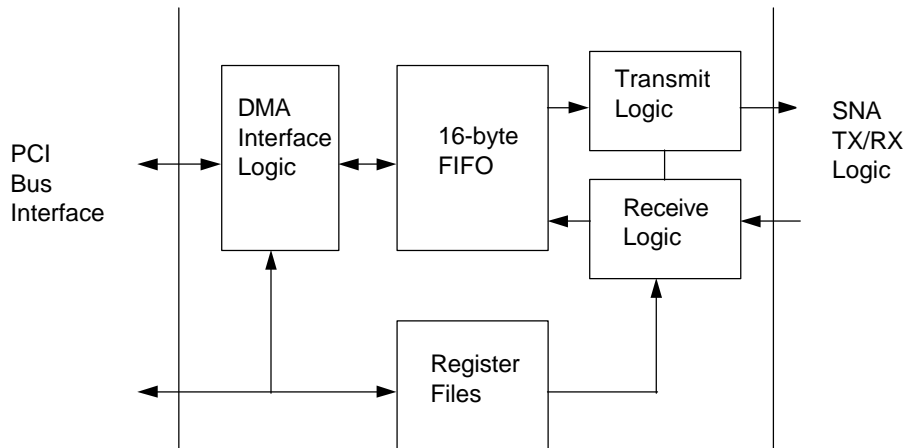 PCI
Bus
Interface
DMA
Interface
Logic
16-byte
FIFO
Transmit
Logic
Receive
Logic
SNA
TX/RX
Logic
Register
Files